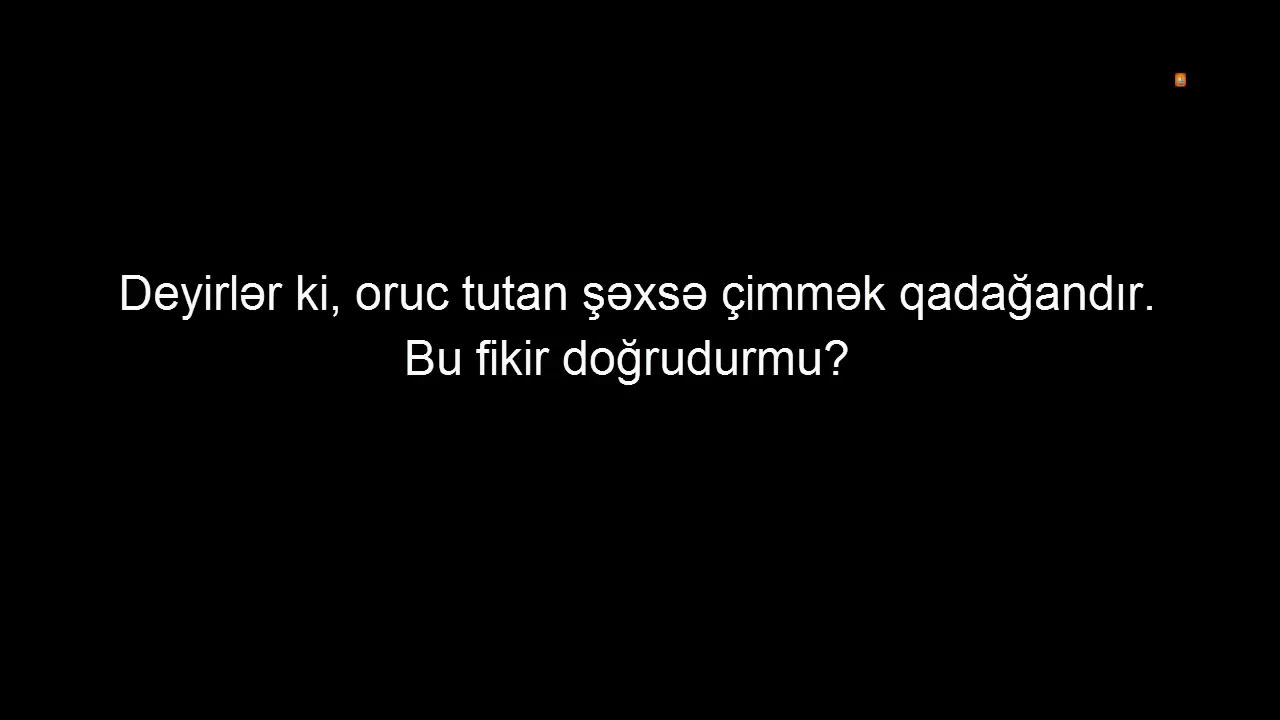 Deyirlər ki, oruc tutan şəxsə çimmək qadağandır.
Bu fikir doğrudurmu?